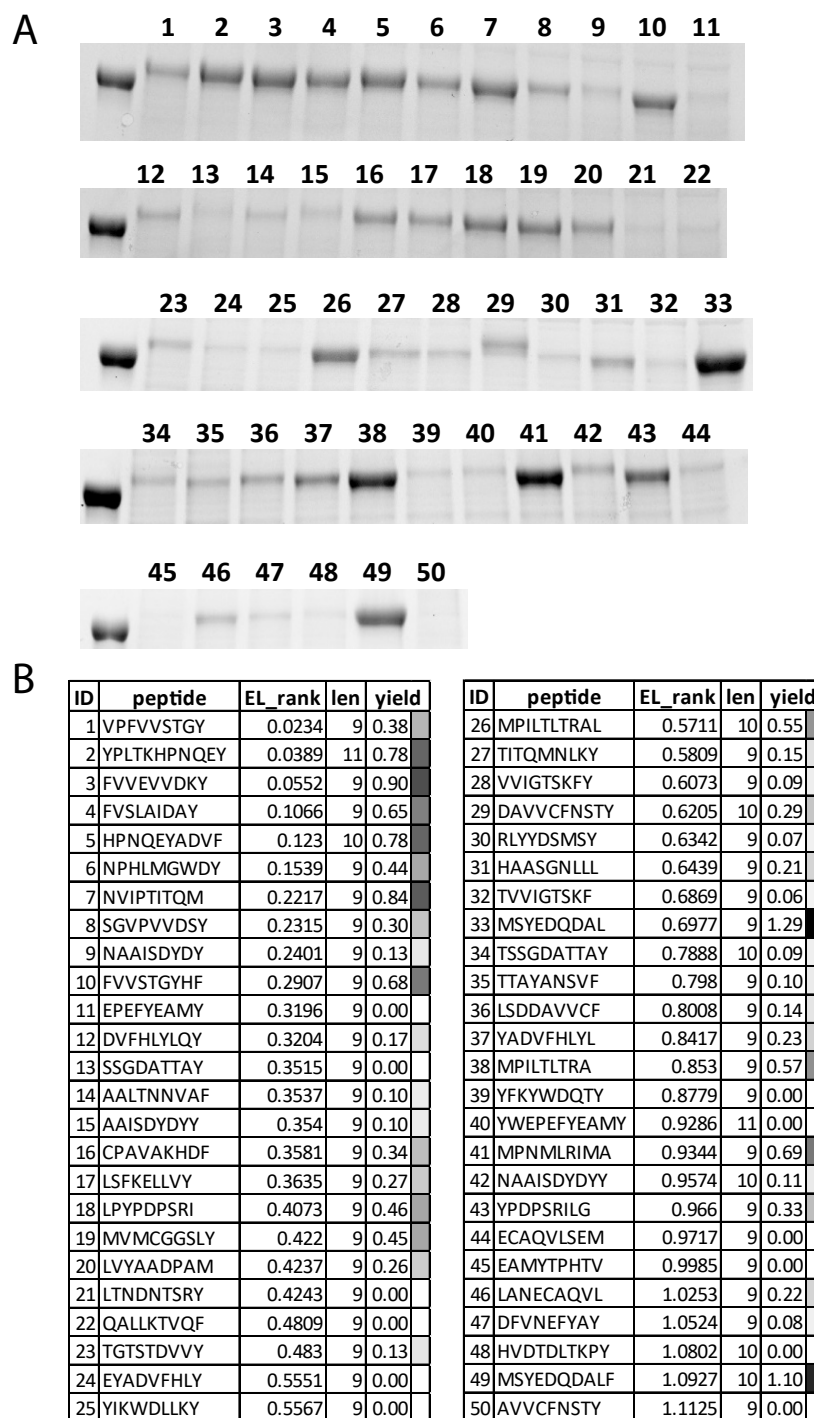 A
1 2 3 4 5 6 7 8 9 10 11
12 13 14 15 16 17 18 19 20 21 22
23 24 25 26 27 28 29 30 31 32 33
34 35 36 37 38 39 40 41 42 43 44
45 46 47 48 49 50
B
ID peptide EL_rank len yield
1 VPFVVSTGY 0.0234 9 0.38
2 YPLTKHPNQEY 0.0389 11 0.78
3 FVVEVVDKY 0.0552 9 0.90
4 FVSLAIDAY 0.1066 9 0.65
5 HPNQEYADVF 0.123 10 0.78
6 NPHLMGWDY 0.1539 9 0.44
7 NVIPTITQM 0.2217 9 0.84
8 SGVPVVDSY 0.2315 9 0.30
9 NAAISDYDY 0.2401 9 0.13
10 FVVSTGYHF 0.2907 9 0.68
11 EPEFYEAMY 0.3196 9 0.00
12 DVFHLYLQY 0.3204 9 0.17
13 SSGDATTAY 0.3515 9 0.00
14 AALTNNVAF 0.3537 9 0.10
15 AAISDYDYY 0.354 9 0.10
16 CPAVAKHDF 0.3581 9 0.34
17 LSFKELLVY 0.3635 9 0.27
18 LPYPDPSRI 0.4073 9 0.46
19 MVMCGGSLY 0.422 9 0.45
20 LVYAADPAM 0.4237 9 0.26
21 LTNDNTSRY 0.4243 9 0.00
22 QALLKTVQF 0.4809 9 0.00
23 TGTSTDVVY 0.483 9 0.13
24 EYADVFHLY 0.5551 9 0.00
25 YIKWDLLKY 0.5567 9 0.00
ID peptide EL_rank len yield
26 MPILTLTRAL 0.5711 10 0.55
27 TITQMNLKY 0.5809 9 0.15
28 VVIGTSKFY 0.6073 9 0.09
29 DAVVCFNSTY 0.6205 10 0.29
30 RLYYDSMSY 0.6342 9 0.07
31 HAASGNLLL 0.6439 9 0.21
32 TVVIGTSKF 0.6869 9 0.06
33 MSYEDQDAL 0.6977 9 1.29
34 TSSGDATTAY 0.7888 10 0.09
35 TTAYANSVF 0.798 9 0.10
36 LSDDAVVCF 0.8008 9 0.14
37 YADVFHLYL 0.8417 9 0.23
38 MPILTLTRA 0.853 9 0.57
39 YFKYWDQTY 0.8779 9 0.00
40 YWEPEFYEAMY 0.9286 11 0.00
41 MPNMLRIMA 0.9344 9 0.69
42 NAAISDYDYY 0.9574 10 0.11
43 YPDPSRILG 0.966 9 0.33
44 ECAQVLSEM 0.9717 9 0.00
45 EAMYTPHTV 0.9985 9 0.00
46 LANECAQVL 1.0253 9 0.22
47 DFVNEFYAY 1.0524 9 0.08
48 HVDTDLTKPY 1.0802 10 0.00
49 MSYEDQDALF 1.0927 10 1.10
50 AVVCFNSTY 1.1125 9 0.00